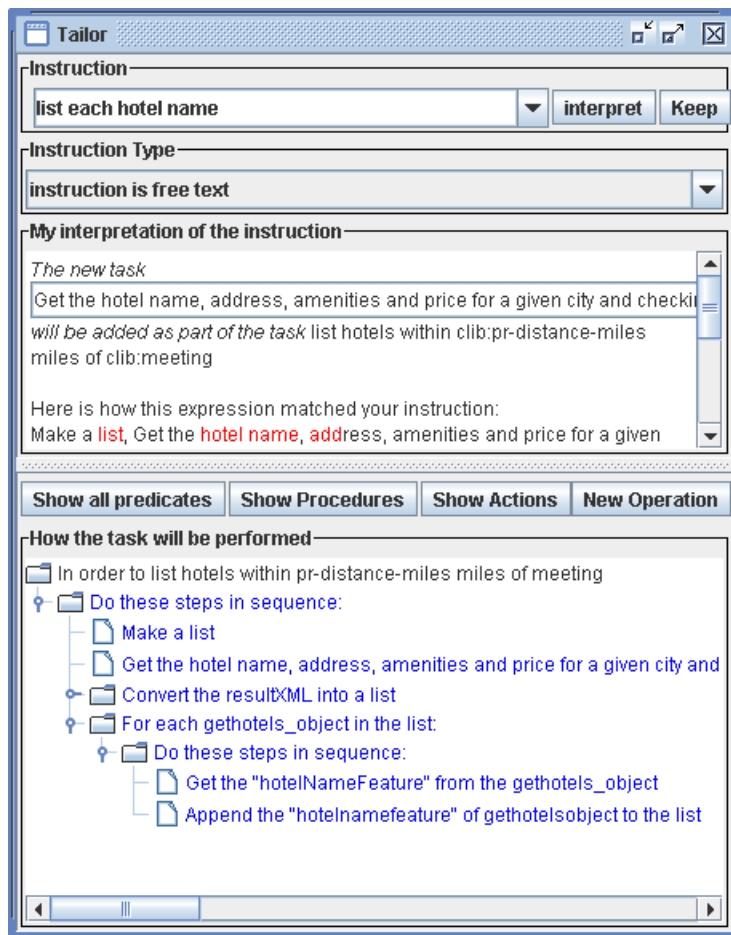 Tailor
Instruction
list each hotel name
interpret
Keep
Instruction Type
instruction is free text
My interpretation of the instruction
The new task
Get the hotel name, address, amenities and price for a given city and checkin
will be added as part of the task list hotels within clib:pr-distance-miles
miles of clib:meeting
Here is how this expression matched your instruction:
Make a list, Get the hotel name, address, amenities and price for a given
Show all predicates
Show Procedures
Show Actions
New Operation
How the task will be performed
In order to list hotels within pr-distance-miles miles of meeting
Do these steps in sequence:
Make a list
Get the hotel name, address, amenities and price for a given city and
Convert the resultXML into a list
For each gethotels_object in the list:
Do these steps in sequence:
Get the "hotelNameFeature" from the gethotels_object
Append the "hotelnamefeature" of gethotelsobject to the list